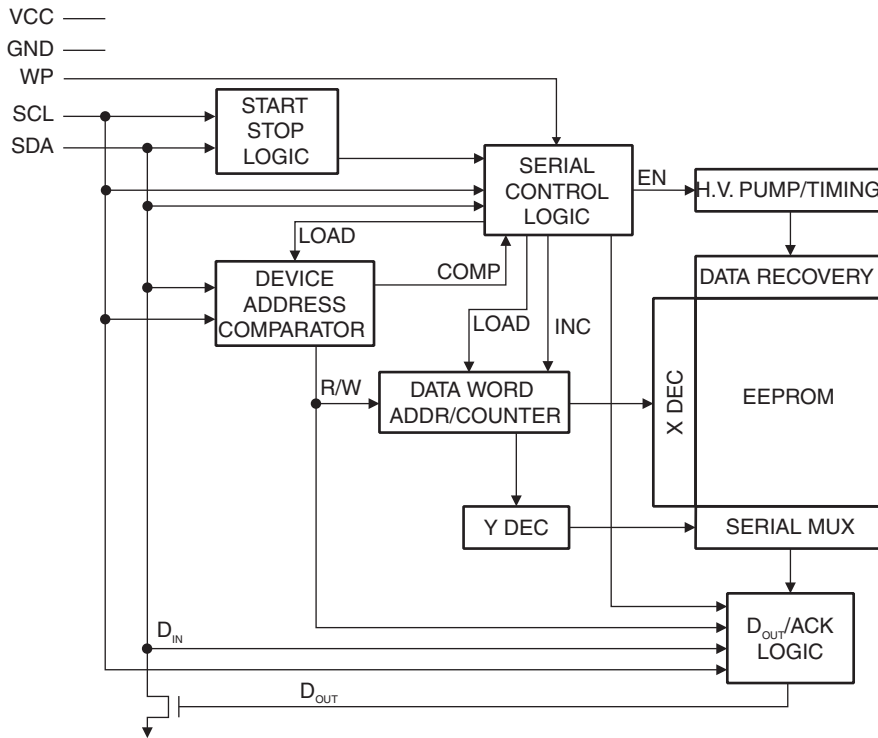 VCC
GND
WP
SCL
SDA
START
STOP
LOGIC
SERIAL
CONTROL
LOGIC
EN
H.V. PUMP/TIMING
LOAD
COMP
DATA RECOVERY
DEVICE
ADDRESS
COMPARATOR
LOAD
INC
R/W
DATA WORD
ADDR/COUNTER
X DEC
EEPROM
Y DEC
SERIAL MUX
DIN
DOUT/ACK
LOGIC
DOUT